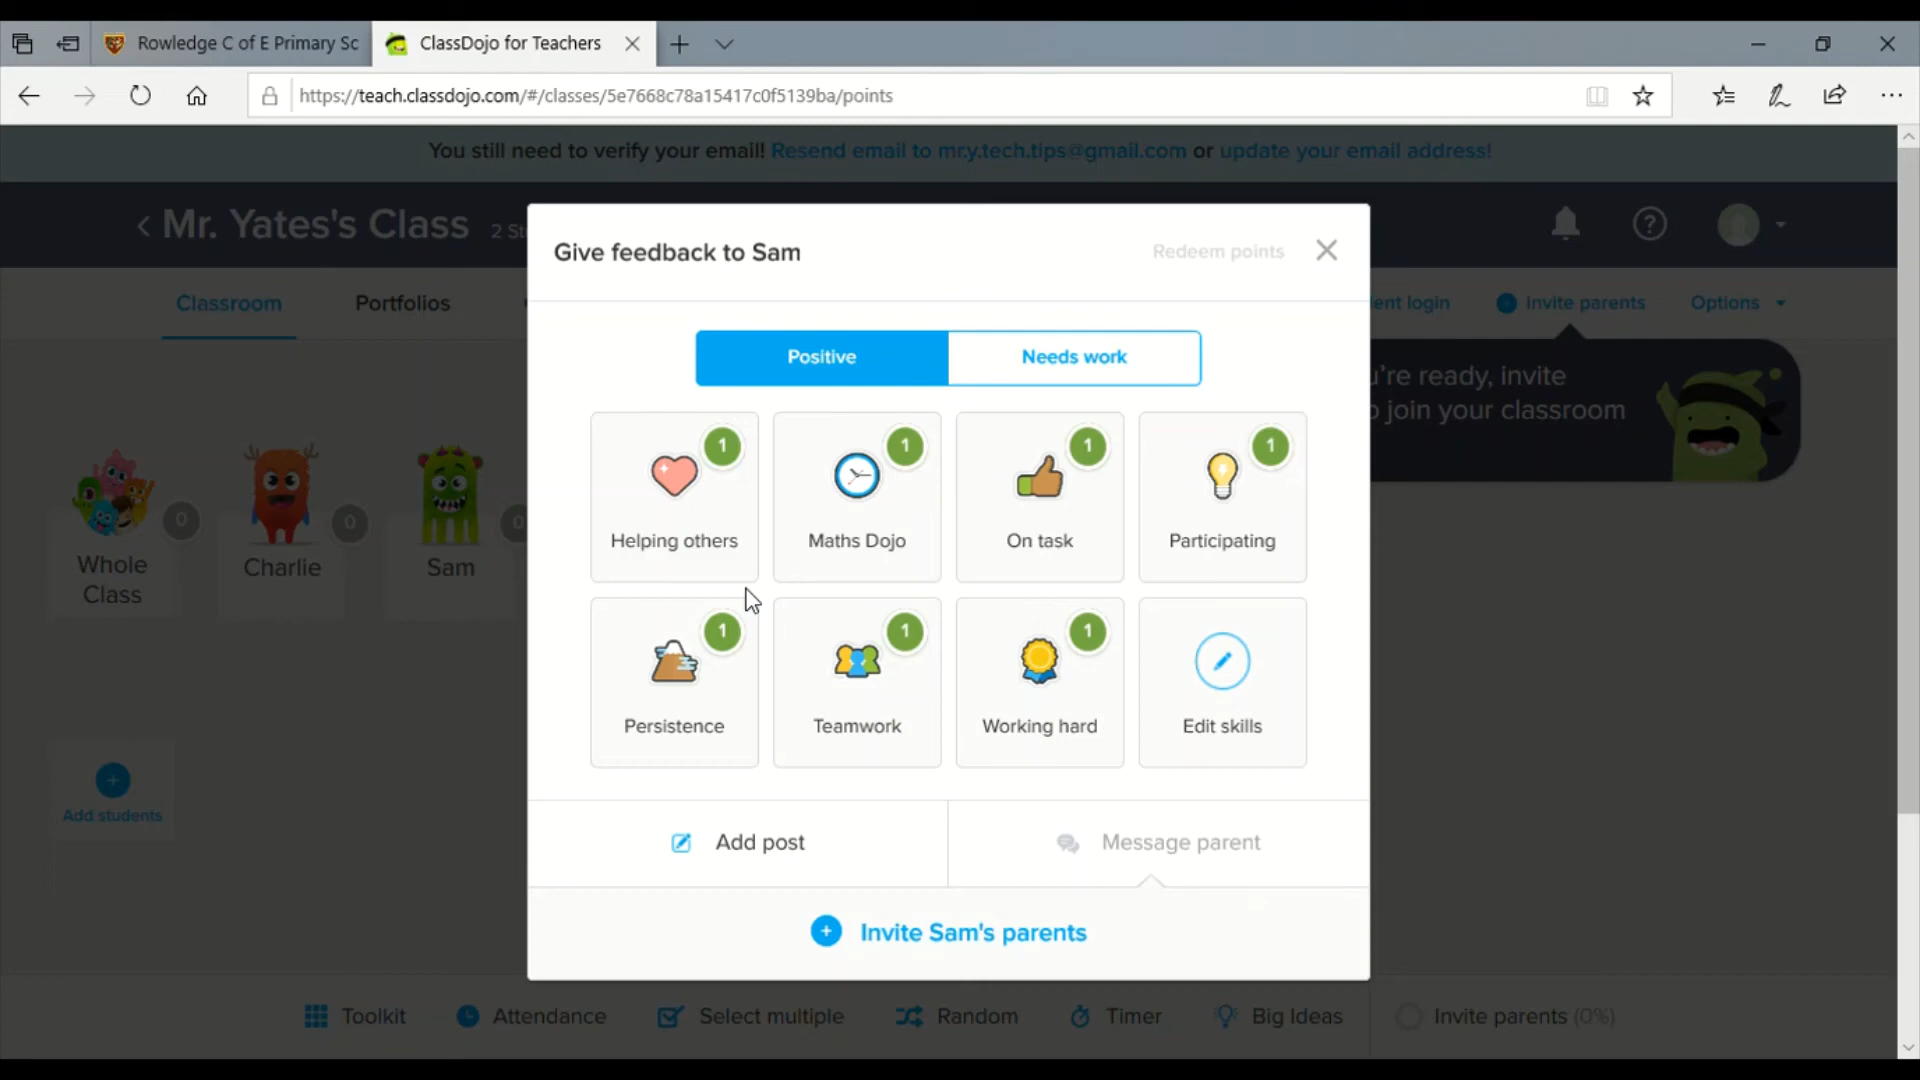 Rowledge C of E Primary Sc
ClassDojo for Teachers
https://teach.classdojo.com/#/classes/5e7668c78a15417c0f5139ba/points
You still need to verify your email! Resend email to mr.y.tech.tips@gmail.com or update your email address!
Mr. Yates's Class 2 St
Give feedback to Sam
Redeem points
Classroom
Portfolios
ent login
Invite parents
Options
Positive
Needs work
u're ready, invite
o join your classroom
1
1
1
1
Helping others
Maths Dojo
On task
Participating
0
0
0
Whole
Class
Charlie
Sam
1
1
1
Persistence
Teamwork
Working hard
Edit skills
Add students
Add post
Message parent
Invite Sam's parents
Toolkit
Attendance
Select multiple
Random
Timer
Big Ideas
Invite parents (0%)